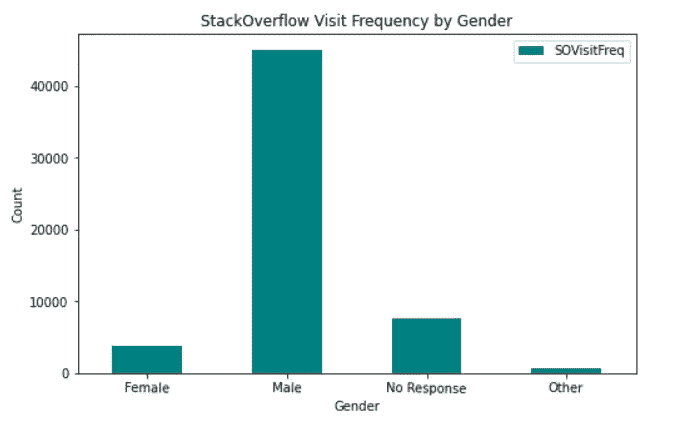 StackOverflow Visit Frequency by Gender
SOVisitFreq
40000
30000
20000
10000
0
Count
Female Male No Response Other
Gender